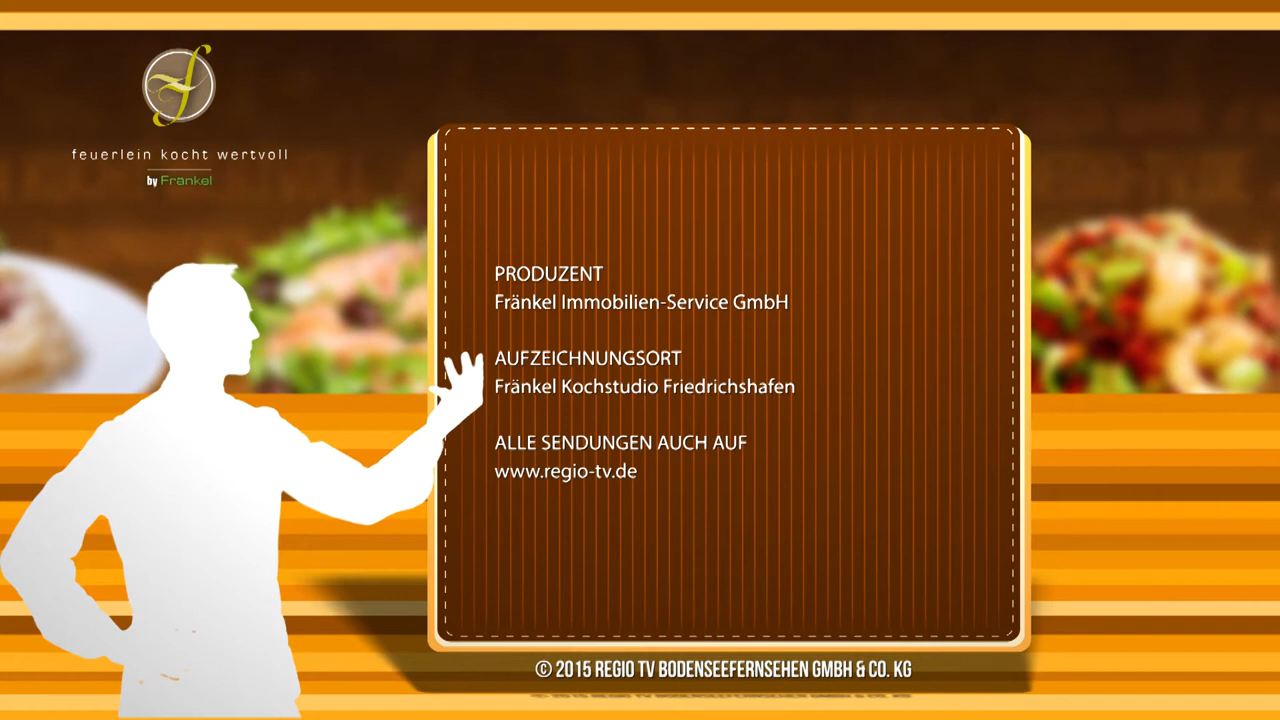 feuerlein kocht wertvoll
by Fränkel
PRODUZENT
Fränkel Immobilien-Service GmbH
AUFZEICHNUNGSORT
Fränkel Kochstudio Friedrichshafen
ALLE SENDUNGEN AUCH AUF
www.regio-tv.de
© 2015 REGIO TV BODENSEEFERNSEHEN GMBH & CO. KG